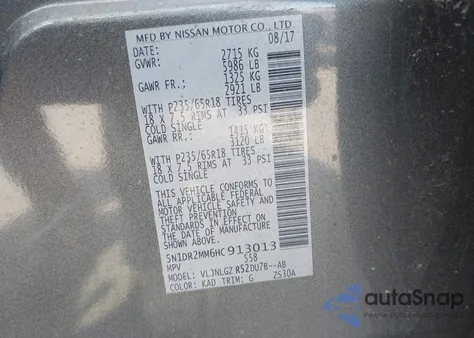 MFD BY NISSAN MOTOR CO., LTD
DATE: 08/17
GVWR: 2715 KG
5986 LB
GAWR FR.: 1325 KG
2921 LB
WITH P235/65R18 TIRES
18 X 7.5 RIMS AT 33 PSI
COLD SINGLE
GAWR RR.: 1415 KG
3120 LB
WITH P235/65R18 TIRES
18 X 7.5 RIMS AT 33 PSI
COLD SINGLE
THIS VEHICLE CONFORMS TO
ALL APPLICABLE FEDERAL
MOTOR VEHICLE SAFETY AND
THEFT PREVENTION
STANDARDS IN EFFECT ON
THE DATE OF MANUFACTURE
SHOWN ABOVE.
5N1DR2MM6HC913013
MPV 558
MODEL: VLJNLGZ R52DU7B--AB
COLOR: KAD TRIM: G ZS30A
autoSnap